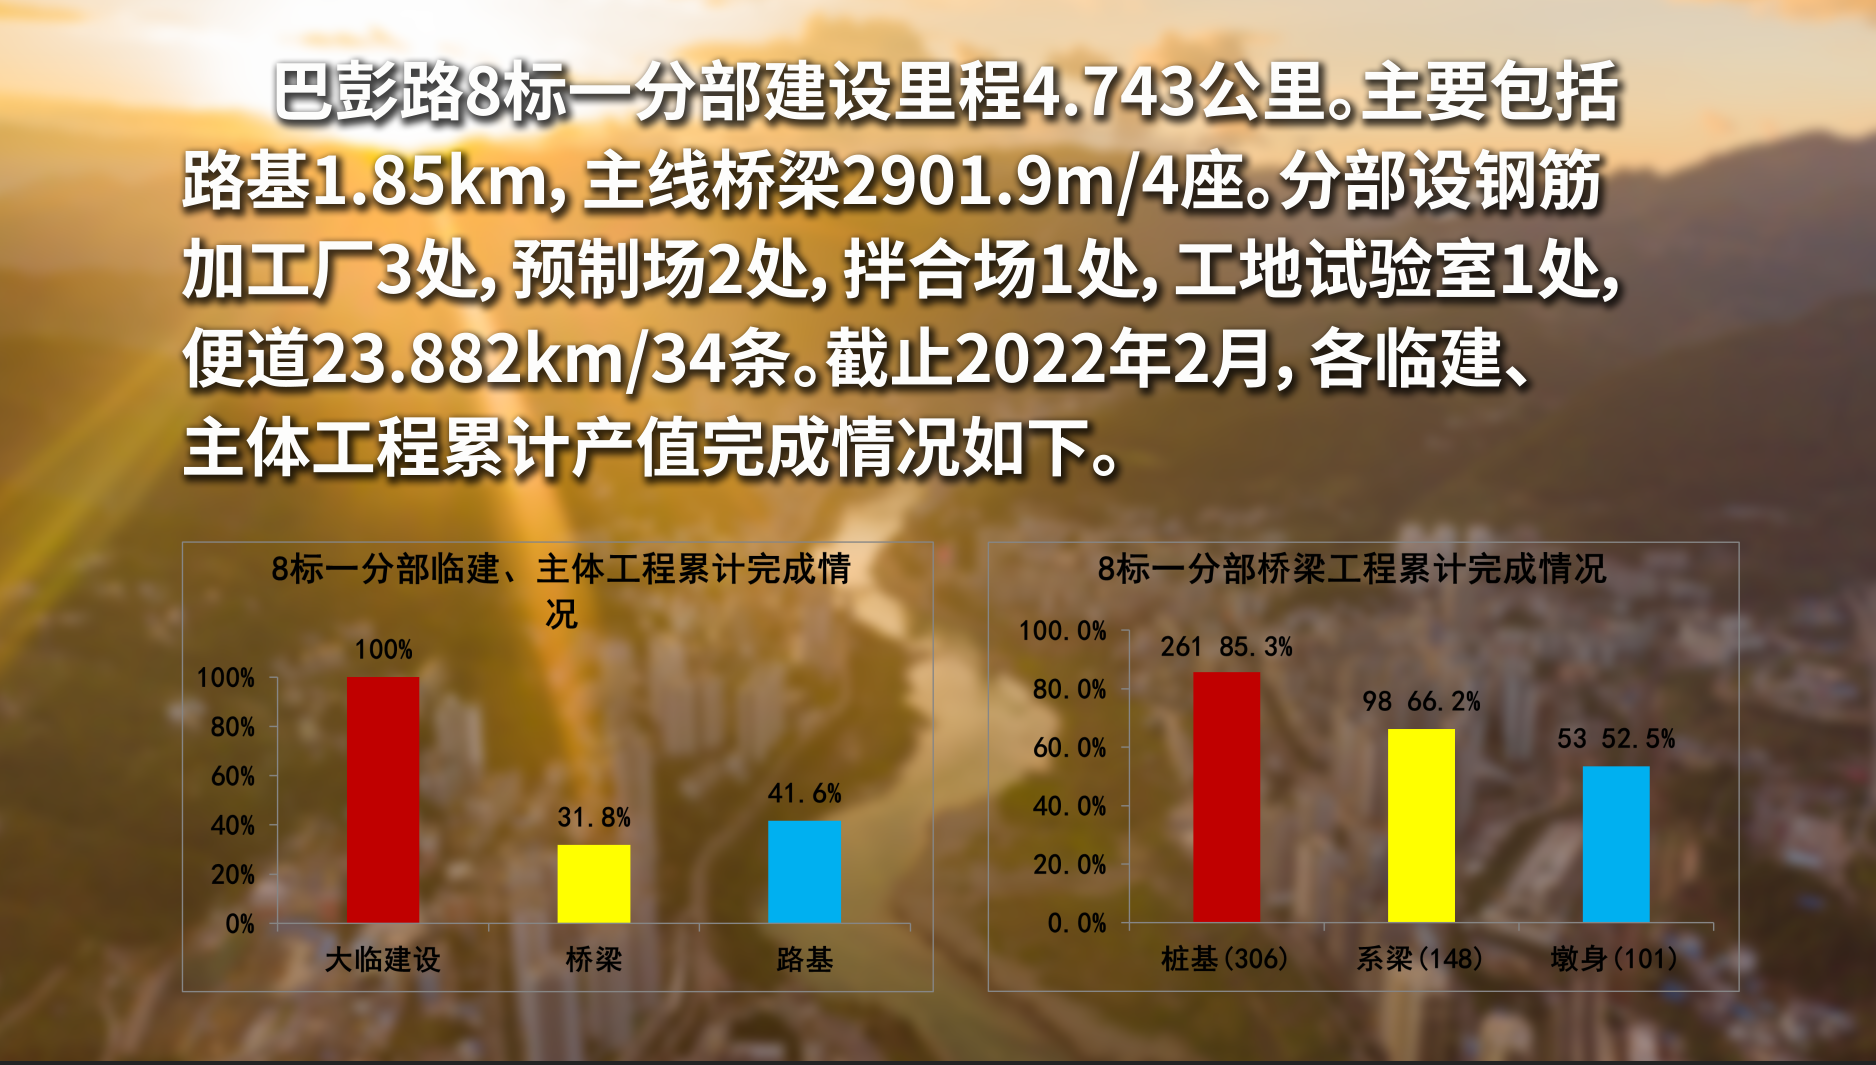 巴彭路8标一分部建设里程4.743公里。主要包括
路基1.85km，主线桥梁2901.9m/4座。分部设钢筋
加工厂3处，预制场2处，拌合场1处，工地试验室1处，
便道23.882km/34条。截止2022年2月，各临建、
主体工程累计产值完成情况如下。
8标一分部临建、主体工程累计完成情
况
100%
100%
80%
60%
40%
20%
0%
31.8%
41.6%
大临建设 桥梁 路基
8标一分部桥梁工程累计完成情况
100.0%
80.0%
60.0%
40.0%
20.0%
0.0%
261 85.3%
98 66.2%
53 52.5%
桩基(306) 系梁(148) 墩身(101)